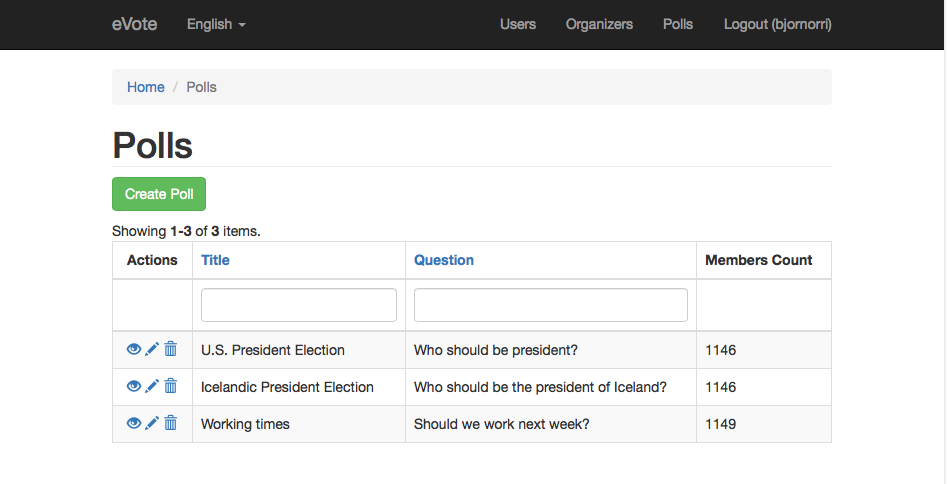 eVote English Users Organizers Polls Logout (bjornorri)
Home / Polls
Polls
Create Poll
Showing 1-3 of 3 items.
Actions Title Question Members Count
U.S. President Election Who should be president? 1146
Icelandic President Election Who should be the president of Iceland? 1146
Working times Should we work next week? 1149